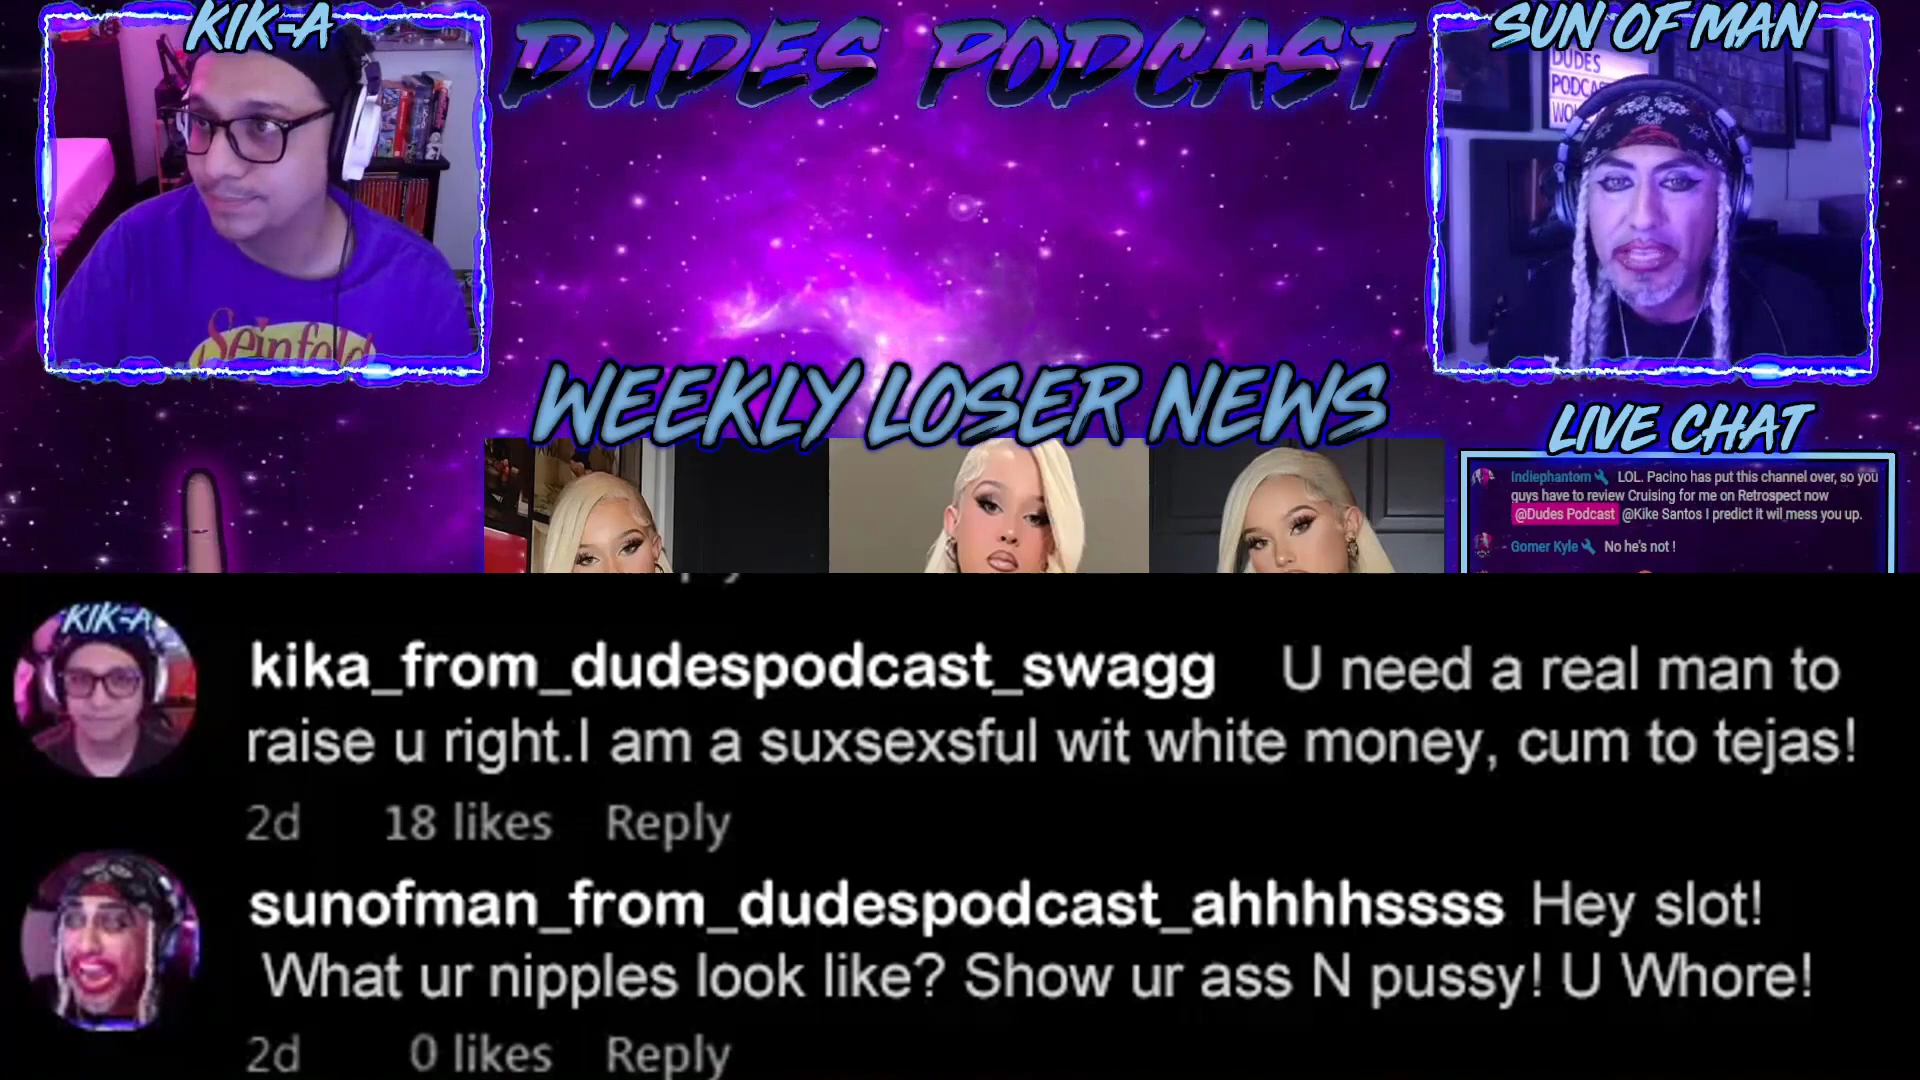 KIK-A
DUDES PODCAST
SUN OF MAN
DUDES
Seinfeld
WEEKLY LOSER NEWS
LIVE CHAT
Indiephantom LOL. Pacino has put this channel over, so you
guys have to review Cruising for me on Retrospect now
@Dudes Podcast @Kike Santos I predict it wil mess you up.
Gomer Kyle No he's not !
KIK-A
kika_from_dudespodcast_swagg U need a real man to
raise u right.I am a suxsexsful wit white money, cum to tejas!
2d 18 likes Reply
sunofman_from_dudespodcast_ahhhhssss Hey slot!
What ur nipples look like? Show ur ass N pussy! U Whore!
2d 0 likes Reply